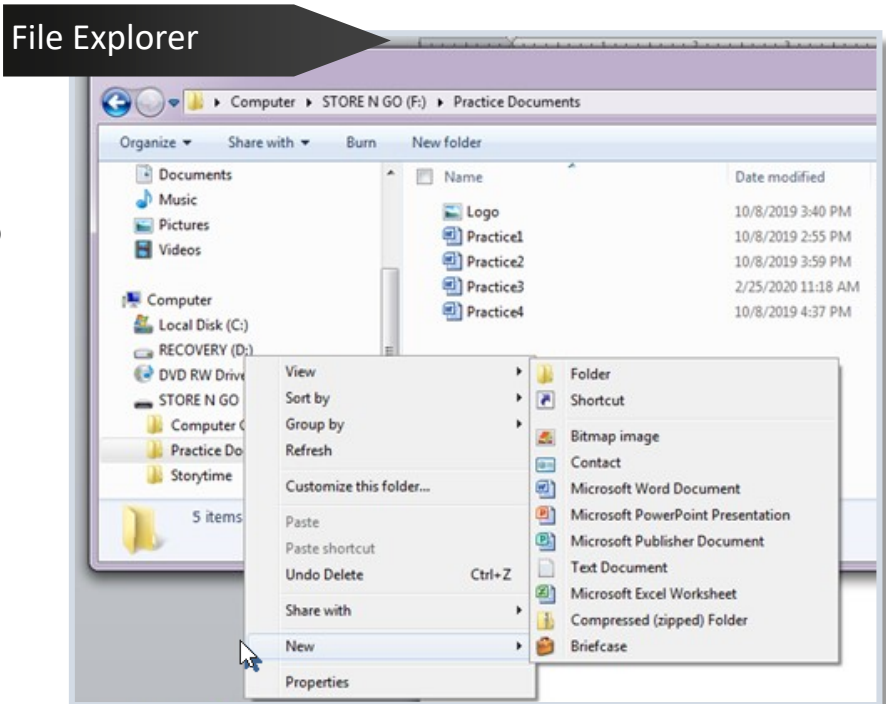 File Explorer
Computer ▸ STORE N GO (F:) ▸ Practice Documents
Organize ▾ Share with ▾ Burn New folder
Documents
Music
Pictures
Videos
Computer
Local Disk (C:)
RECOVERY (D:)
DVD RW Drive
STORE N GO
Computer
Practice Do
Storytime
5 items
Name Date modified
Logo 10/8/2019 3:40 PM
Practice1 10/8/2019 2:55 PM
Practice2 10/8/2019 3:59 PM
Practice3 2/25/2020 11:18 AM
Practice4 10/8/2019 4:37 PM
View
Sort by
Group by
Refresh
Customize this folder...
Paste
Paste shortcut
Undo Delete Ctrl+Z
Share with
New
Properties
Folder
Shortcut
Bitmap image
Contact
Microsoft Word Document
Microsoft PowerPoint Presentation
Microsoft Publisher Document
Text Document
Microsoft Excel Worksheet
Compressed (zipped) Folder
Briefcase